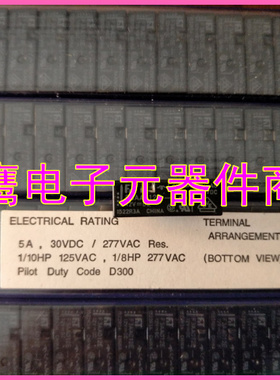 鹰电子元器件商
CHINA
ELECTRICAL RATING
TERMINAL
ARRANGEMENT
5A , 30VDC / 277VAC Res.
1/10HP 125VAC , 1/8HP 277VAC
(BOTTOM VIEW)
Pilot Duty Code D300